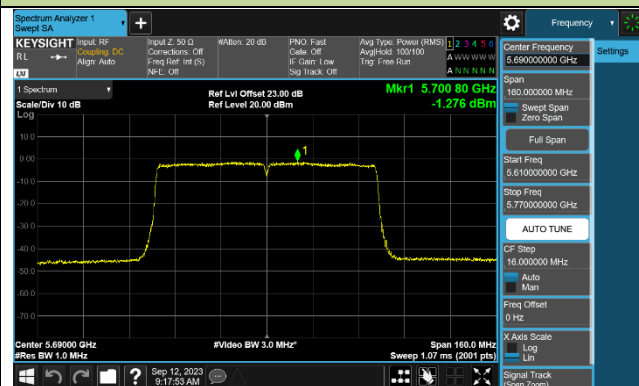 Spectrum Analyzer 1
Swept SA
+
Frequency
KEYSIGHT
RL
LXI
Input: RF
Coupling: DC
Align: Auto
Input Z: 50 Ω
Corrections: Off
Freq Ref: Int (S)
NFE: Off
#Atten: 20 dB
PNO: Fast
Gate: Off
IF Gain: Low
Sig Track: Off
Avg Type: Power (RMS)
Avg|Hold: 100/100
Trig: Free Run
1 2 3 4 5 6
A W W W W W
A N N N N N
1 Spectrum
Scale/Div 10 dB
Log
Ref Lvl Offset 23.00 dB
Ref Level 20.00 dBm
Mkr1 5.700 80 GHz
-1.276 dBm
10.0
0.00
-10.0
-20.0
-30.0
-40.0
-50.0
-60.0
-70.0
1
Center 5.69000 GHz
#Res BW 1.0 MHz
#Video BW 3.0 MHz*
Span 160.0 MHz
Sweep 1.07 ms (2001 pts)
Center Frequency
5.690000000 GHz
Settings
Span
160.000000 MHz
Swept Span
Zero Span
Full Span
Start Freq
5.610000000 GHz
Stop Freq
5.770000000 GHz
AUTO TUNE
CF Step
16.000000 MHz
Auto
Man
Freq Offset
0 Hz
X Axis Scale
Log
Lin
Signal Track
(Span Zoom)
?
Sep 12, 2023
9:17:53 AM